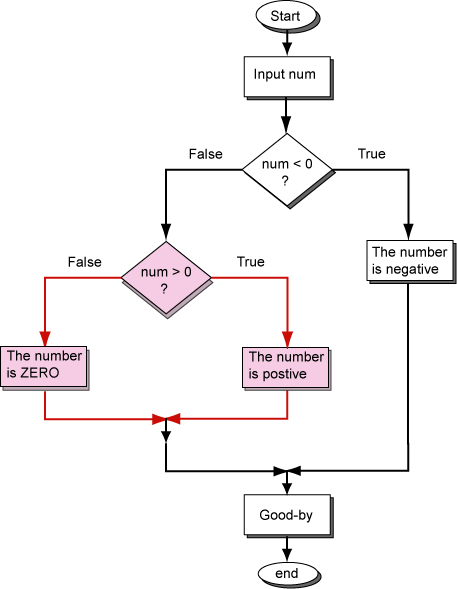 Start
Input num
False
True
num < 0
?
The number
is negative
False
True
num > 0
?
The number
is ZERO
The number
is postive
Good-by
end